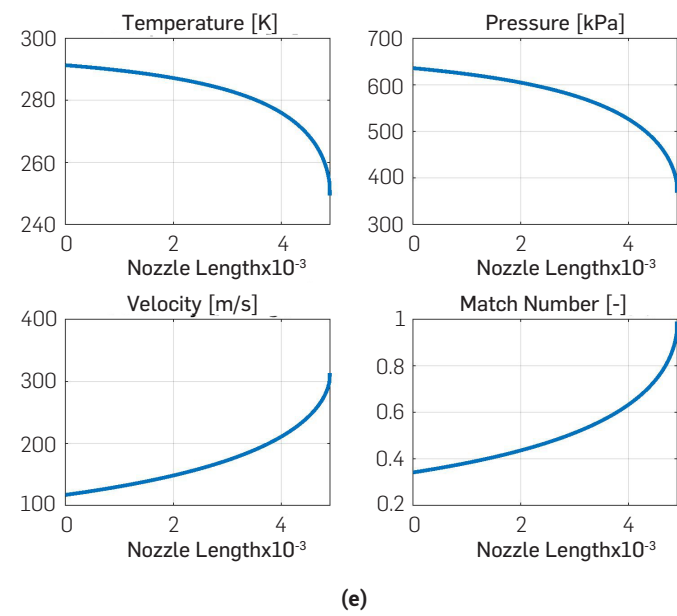 Temperature [K]
300
280
260
240
0 2 4
Nozzle Lengthx10-3
Pressure [kPa]
700
600
500
400
300
0 2 4
Nozzle Lengthx10-3
Velocity [m/s]
400
300
200
100
0 2 4
Nozzle Lengthx10-3
Match Number [-]
1
0.8
0.6
0.4
0.2
0 2 4
Nozzle Lengthx10-3
(e)